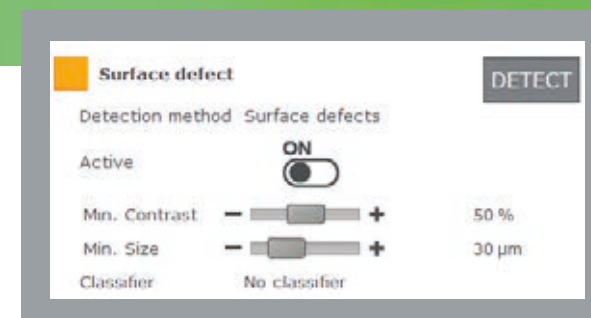 Surface defect
DETECT
Detection method Surface defects
Active ON
Min. Contrast − + 50 %
Min. Size − + 30 µm
Classifier No classifier